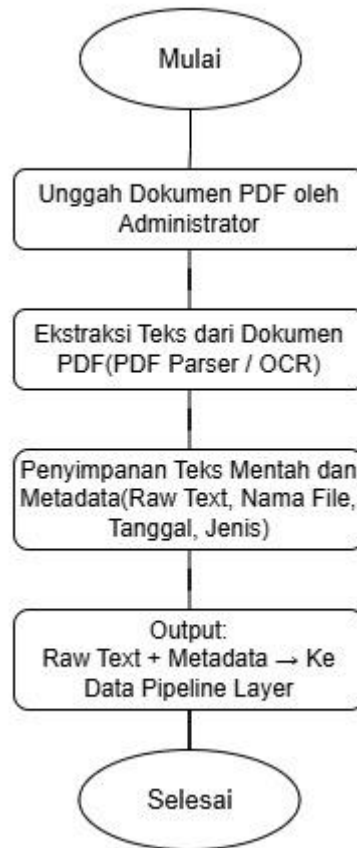 Mulai
Unggah Dokumen PDF oleh
Administrator
Ekstraksi Teks dari Dokumen
PDF(PDF Parser / OCR)
Penyimpanan Teks Mentah dan
Metadata(Raw Text, Nama File,
Tanggal, Jenis)
Output:
Raw Text + Metadata → Ke
Data Pipeline Layer
Selesai